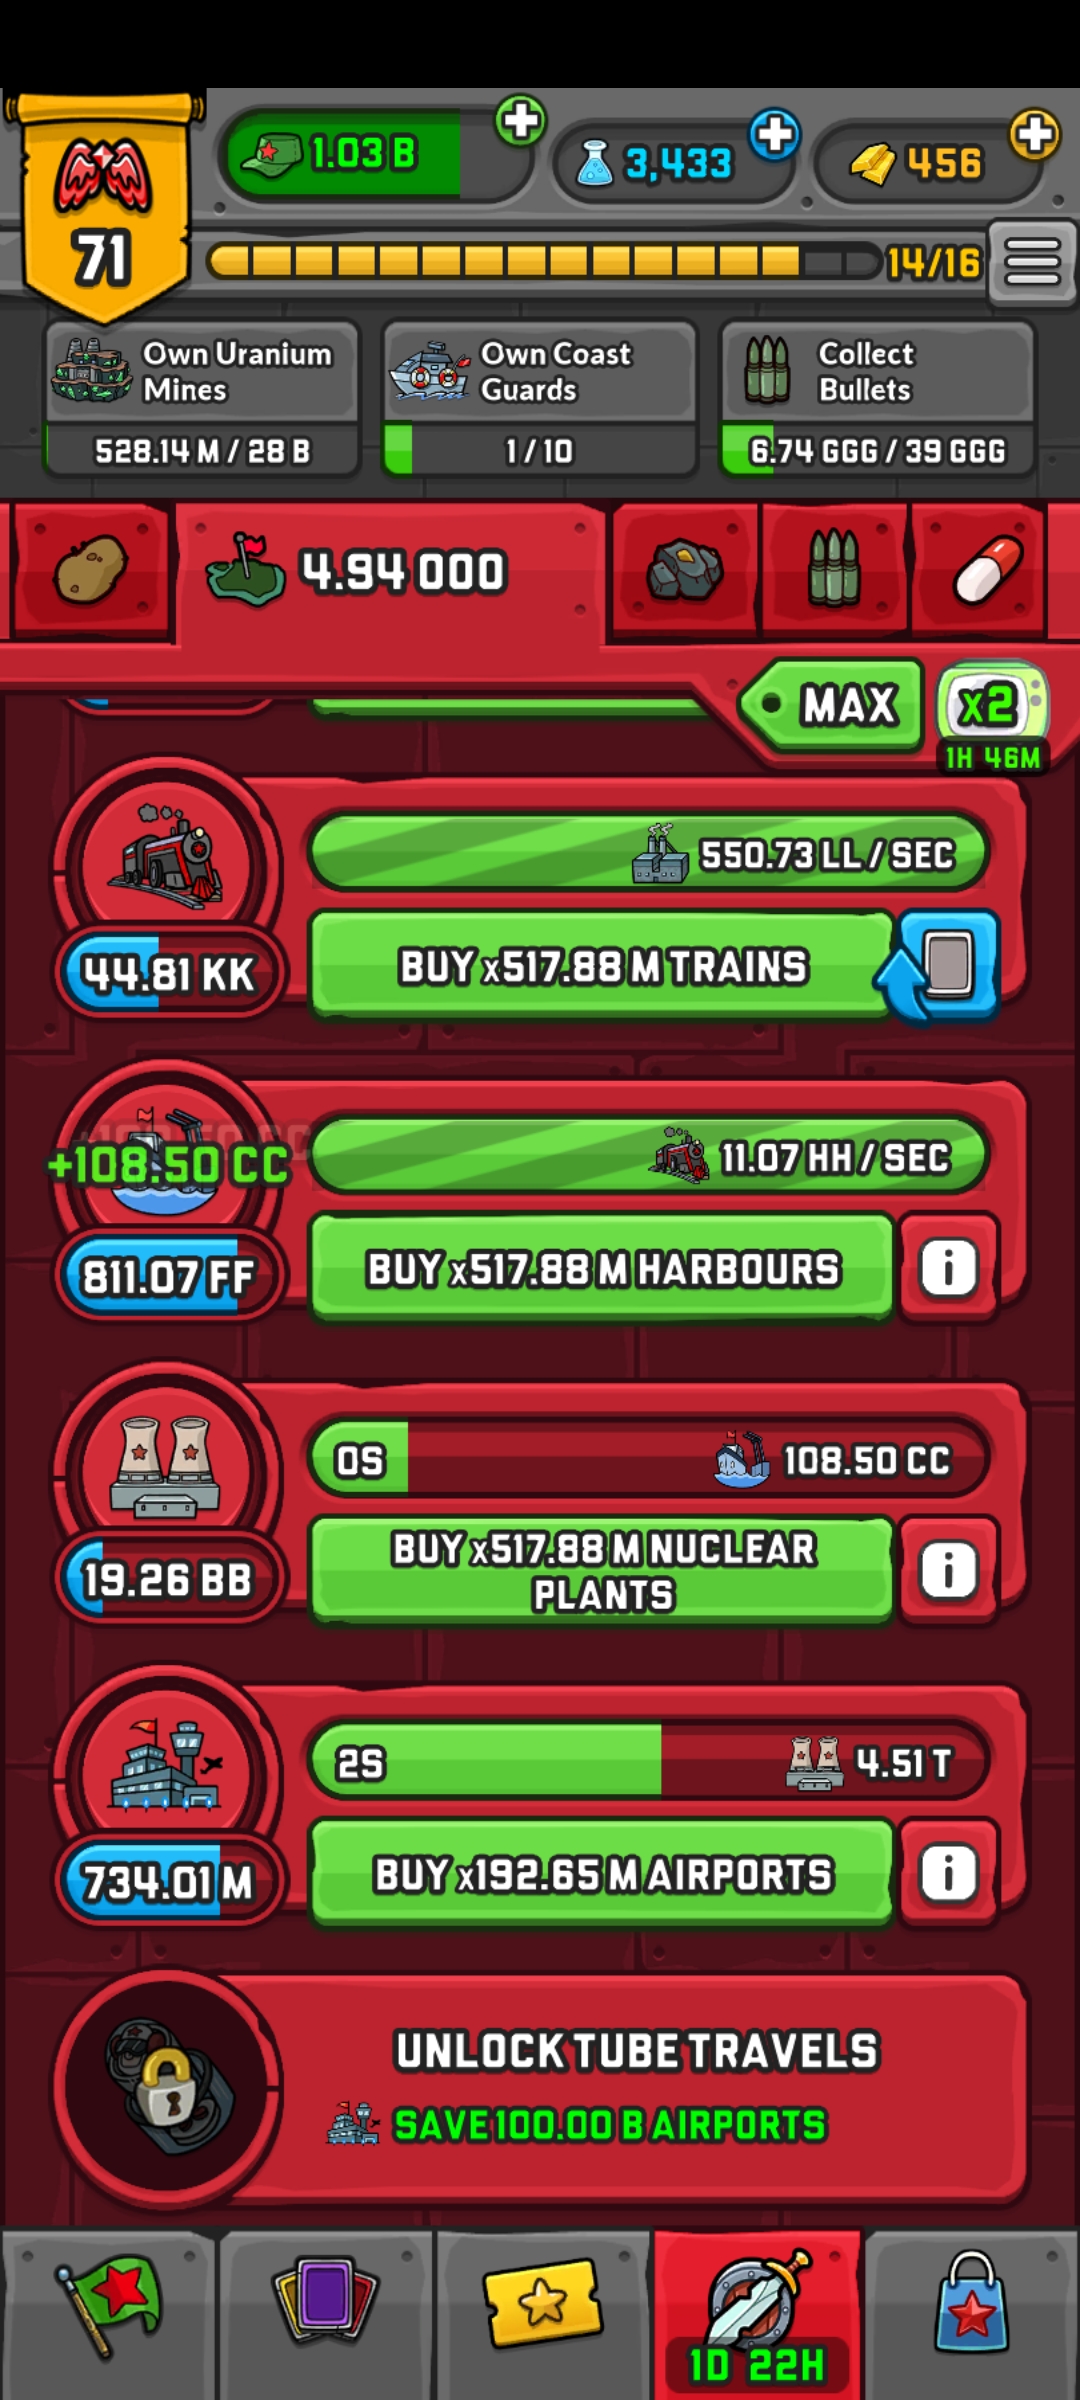 71
1.03 B
3,433
456
14/16
Own Uranium
Mines
528.14 M / 28 B
Own Coast
Guards
1 / 10
Collect
Bullets
6.74 GGG / 39 GGG
4.94 000
MAX
x2
1H 46M
550.73 LL / SEC
44.81 KK
BUY x517.88 M TRAINS
+108.50 CC
+108.50 CC
11.07 HH / SEC
811.07 FF
BUY x517.88 M HARBOURS
i
0S
108.50 CC
19.26 BB
BUY x517.88 M NUCLEAR
PLANTS
i
2S
4.51 T
734.01 M
BUY x192.65 M AIRPORTS
i
UNLOCK TUBE TRAVELS
SAVE 100.00 B AIRPORTS
1D 22H